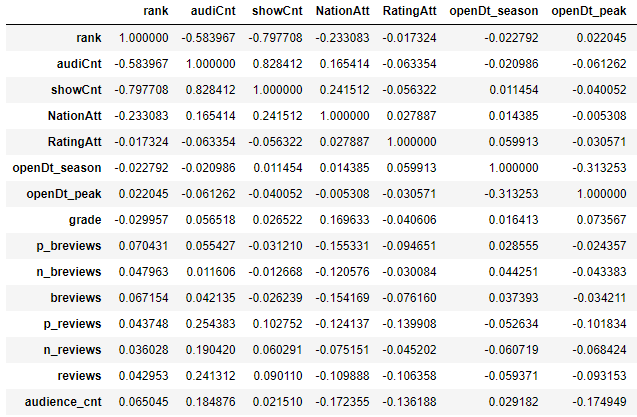 rank audiCnt showCnt NationAtt RatingAtt openDt_season openDt_peak
rank 1.000000 -0.583967 -0.797708 -0.233083 -0.017324 -0.022792 0.022045
audiCnt -0.583967 1.000000 0.828412 0.165414 -0.063354 -0.020986 -0.061262
showCnt -0.797708 0.828412 1.000000 0.241512 -0.056322 0.011454 -0.040052
NationAtt -0.233083 0.165414 0.241512 1.000000 0.027887 0.014385 -0.005308
RatingAtt -0.017324 -0.063354 -0.056322 0.027887 1.000000 0.059913 -0.030571
openDt_season -0.022792 -0.020986 0.011454 0.014385 0.059913 1.000000 -0.313253
openDt_peak 0.022045 -0.061262 -0.040052 -0.005308 -0.030571 -0.313253 1.000000
grade -0.029957 0.056518 0.026522 0.169633 -0.040606 0.016413 0.073567
p_breviews 0.070431 0.055427 -0.031210 -0.155331 -0.094651 0.028555 -0.024357
n_breviews 0.047963 0.011606 -0.012668 -0.120576 -0.030084 0.044251 -0.043383
breviews 0.067154 0.042135 -0.026239 -0.154169 -0.076160 0.037393 -0.034211
p_reviews 0.043748 0.254383 0.102752 -0.124137 -0.139908 -0.052634 -0.101834
n_reviews 0.036028 0.190420 0.060291 -0.075151 -0.045202 -0.060719 -0.068424
reviews 0.042953 0.241312 0.090110 -0.109888 -0.106358 -0.059371 -0.093153
audience_cnt 0.065045 0.184876 0.021510 -0.172355 -0.136188 0.029182 -0.174949